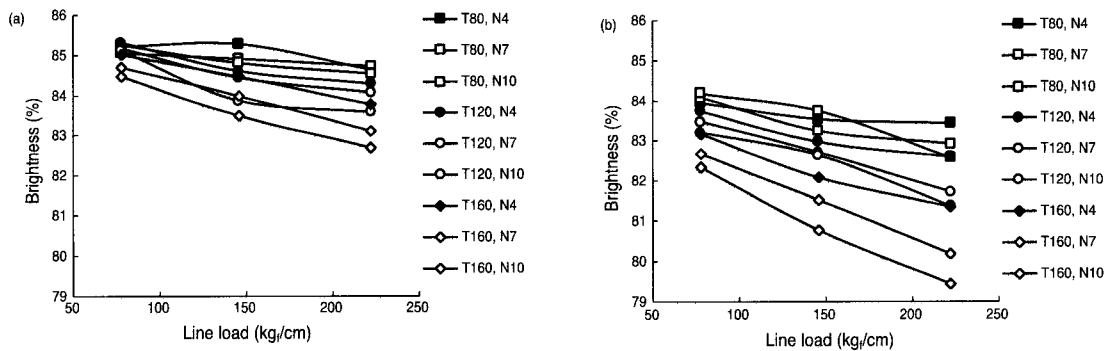 (a)
86
85
84
83
82
81
80
79
50
100
150
200
250
Brightness (%)
Line load (kgf/cm)
T80, N4
T80, N7
T80, N10
T120, N4
T120, N7
T120, N10
T160, N4
T160, N7
T160, N10
(b)
86
85
84
83
82
81
80
79
50
100
150
200
250
Brightness (%)
Line load (kgf/cm)
T80, N4
T80, N7
T80, N10
T120, N4
T120, N7
T120, N10
T160, N4
T160, N7
T160, N10